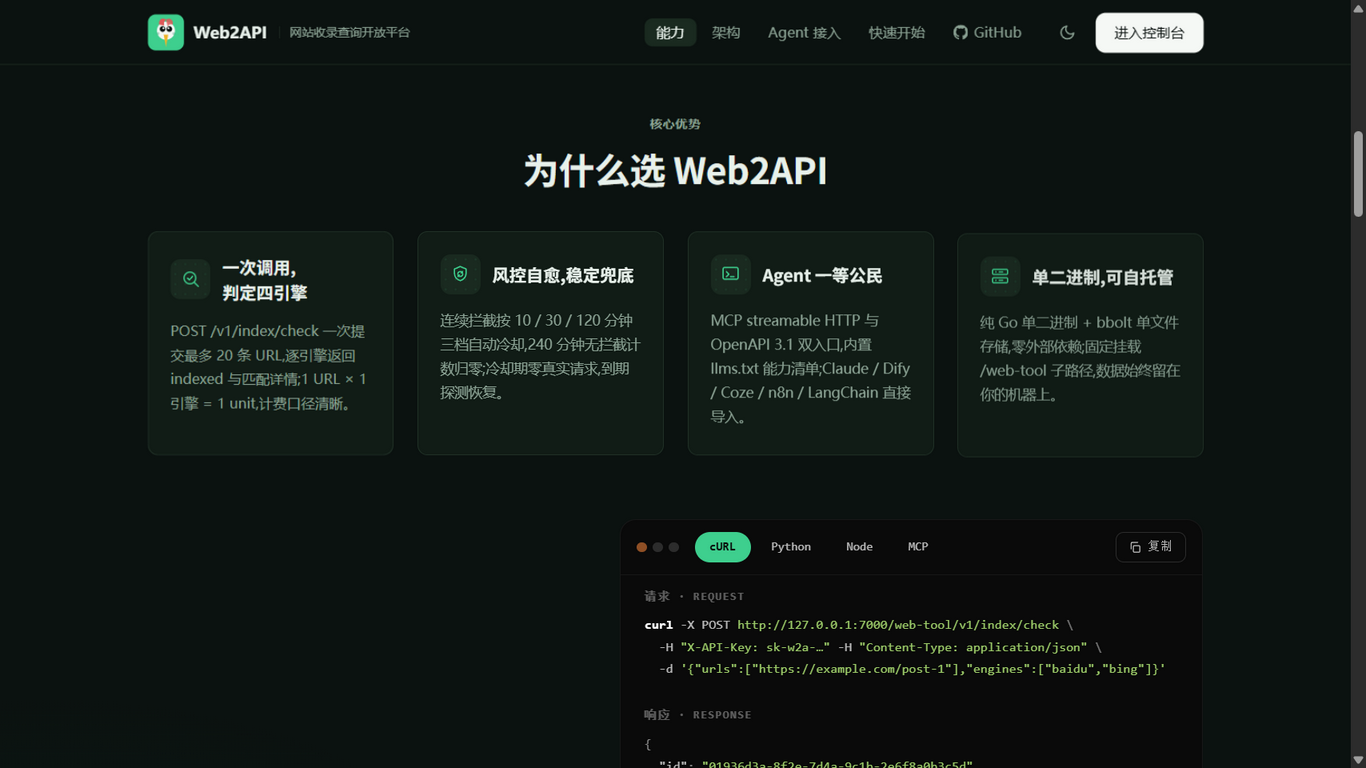 Web2API
网站收录查询开放平台
能力
架构
Agent 接入
快速开始
GitHub
进入控制台
核心优势
为什么选 Web2API
一次调用,
判定四引擎
POST /v1/index/check 一次提
交最多 20 条 URL,逐引擎返回
indexed 与匹配详情;1 URL × 1
引擎 = 1 unit,计费口径清晰。
风控自愈,稳定兜底
连续拦截按 10 / 30 / 120 分钟
三档自动冷却,240 分钟无拦截计
数归零;冷却期零真实请求,到期
探测恢复。
Agent 一等公民
MCP streamable HTTP 与
OpenAPI 3.1 双入口,内置
llms.txt 能力清单;Claude / Dify
/ Coze / n8n / LangChain 直接
导入。
单二进制,可自托管
纯 Go 单二进制 + bbolt 单文件
存储,零外部依赖;固定挂载
/web-tool 子路径,数据始终留在
你的机器上。
cURL
Python
Node
MCP
复制
请求 · REQUEST
curl -X POST http://127.0.0.1:7000/web-tool/v1/index/check \
-H "X-API-Key: sk-w2a-…" -H "Content-Type: application/json" \
-d '{"urls":["https://example.com/post-1"],"engines":["baidu","bing"]}'
响应 · RESPONSE
{
"id": "01936d3a-8f2e-7d4a-9c1b-2e6f8a0b3c5d"